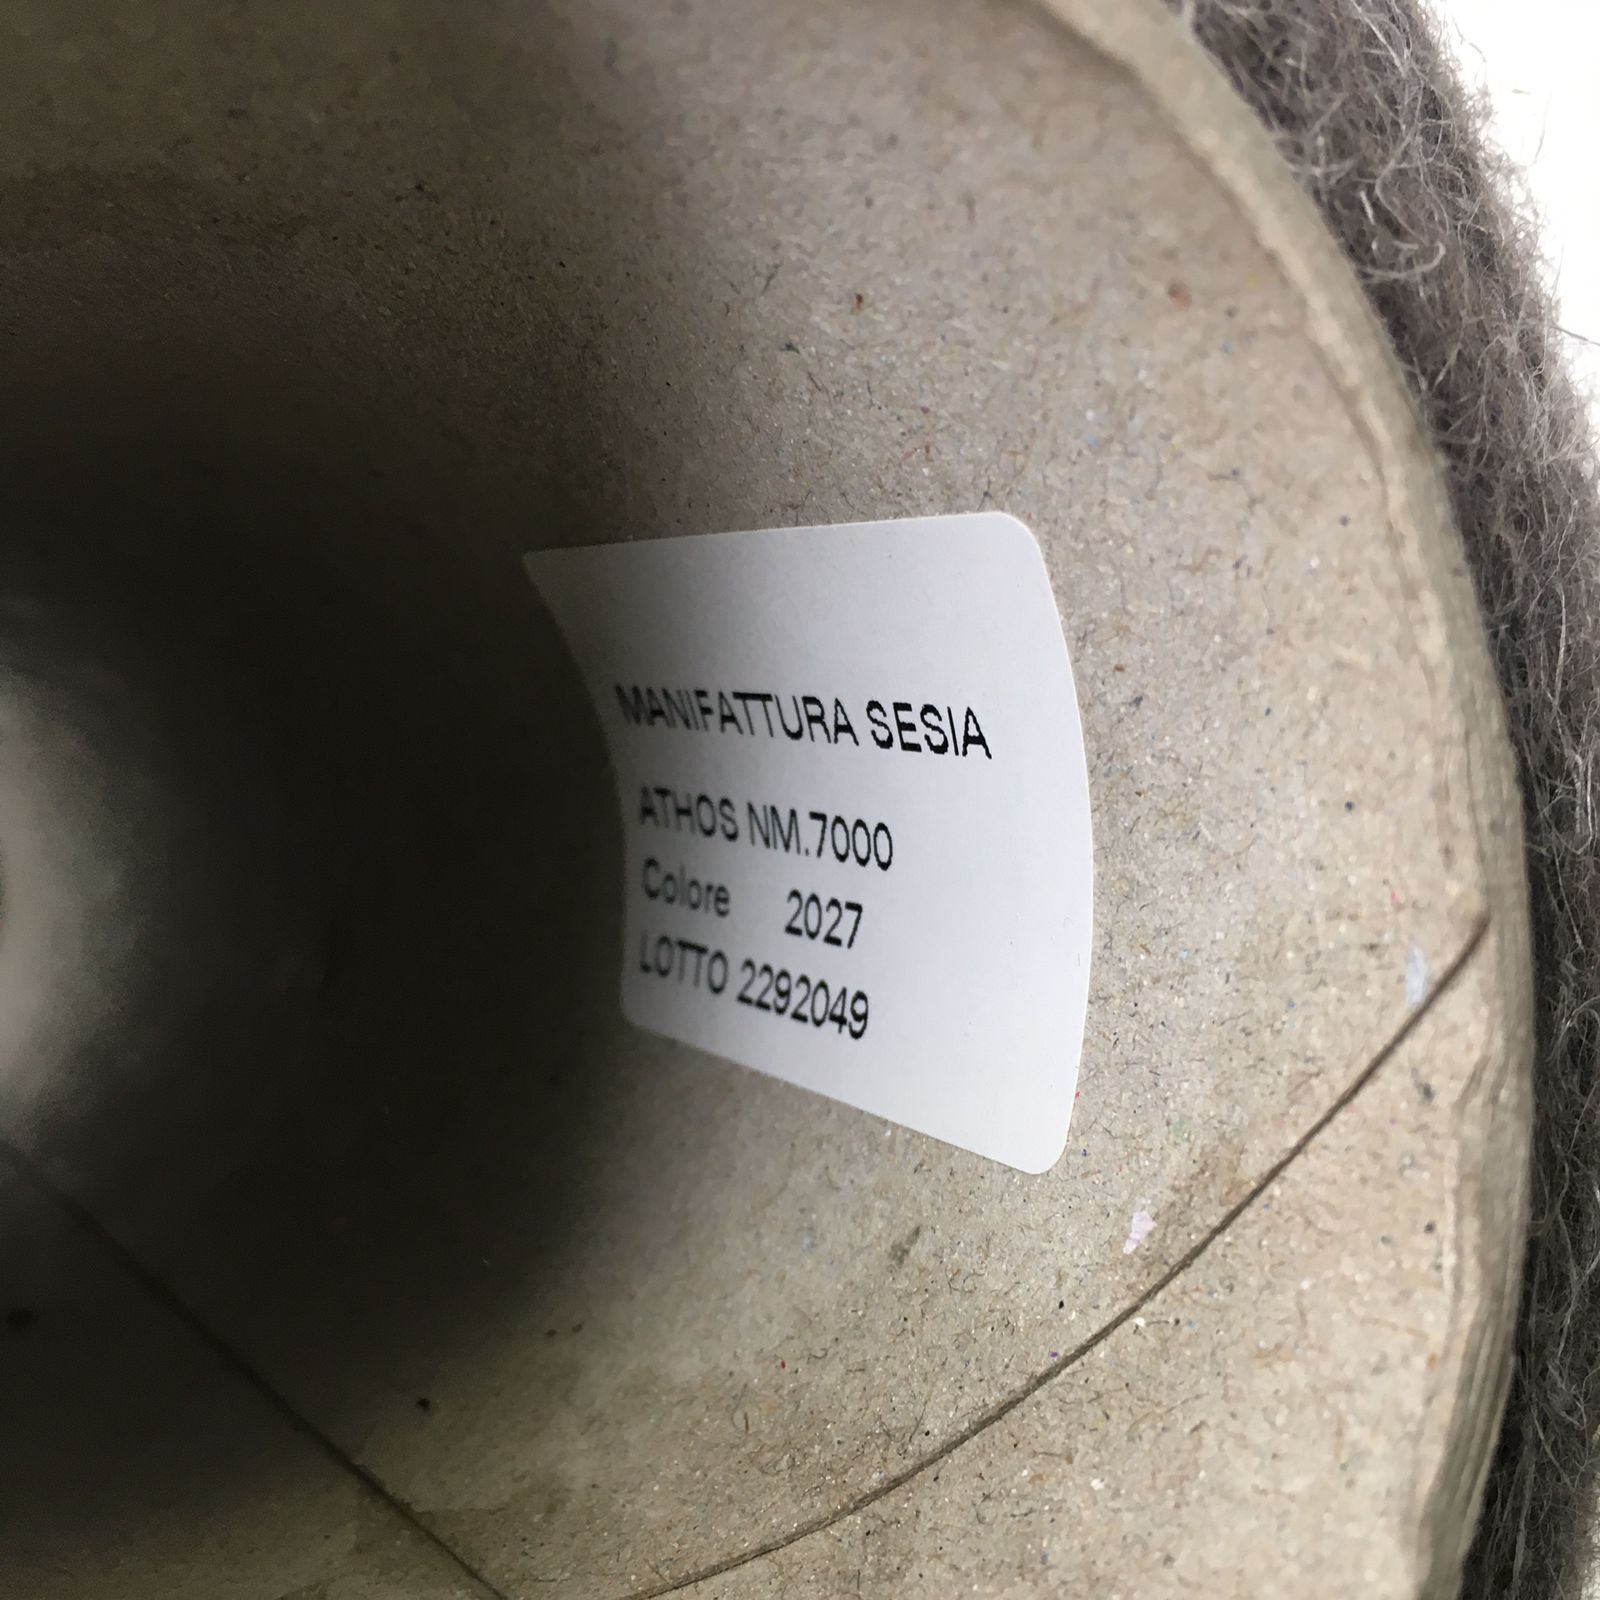 MANIFATTURA SESIA
ATHOS NM.7000
Colore 2027
LOTTO 2292049